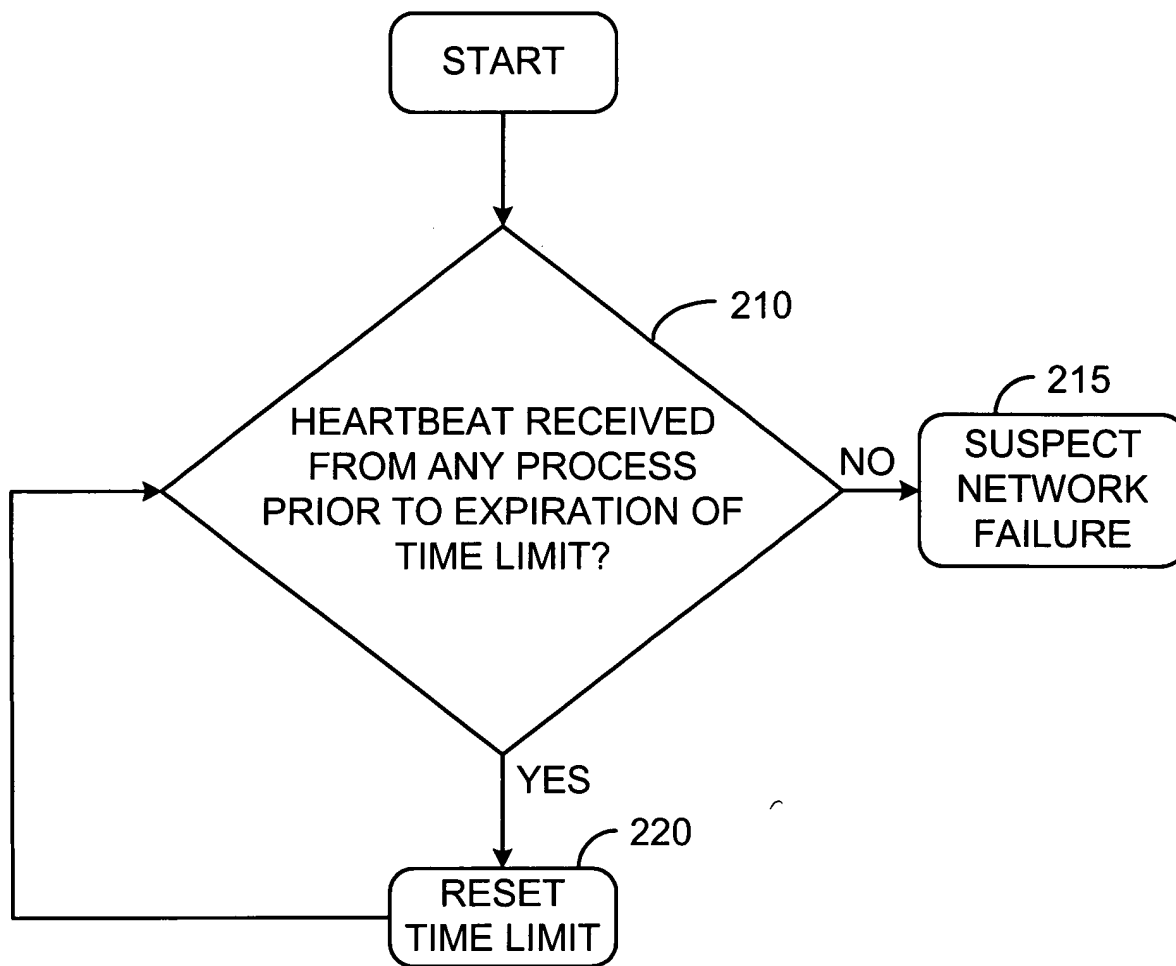 START
210
HEARTBEAT RECEIVED
FROM ANY PROCESS
PRIOR TO EXPIRATION OF
TIME LIMIT?
NO
215
SUSPECT
NETWORK
FAILURE
YES
220
RESET
TIME LIMIT